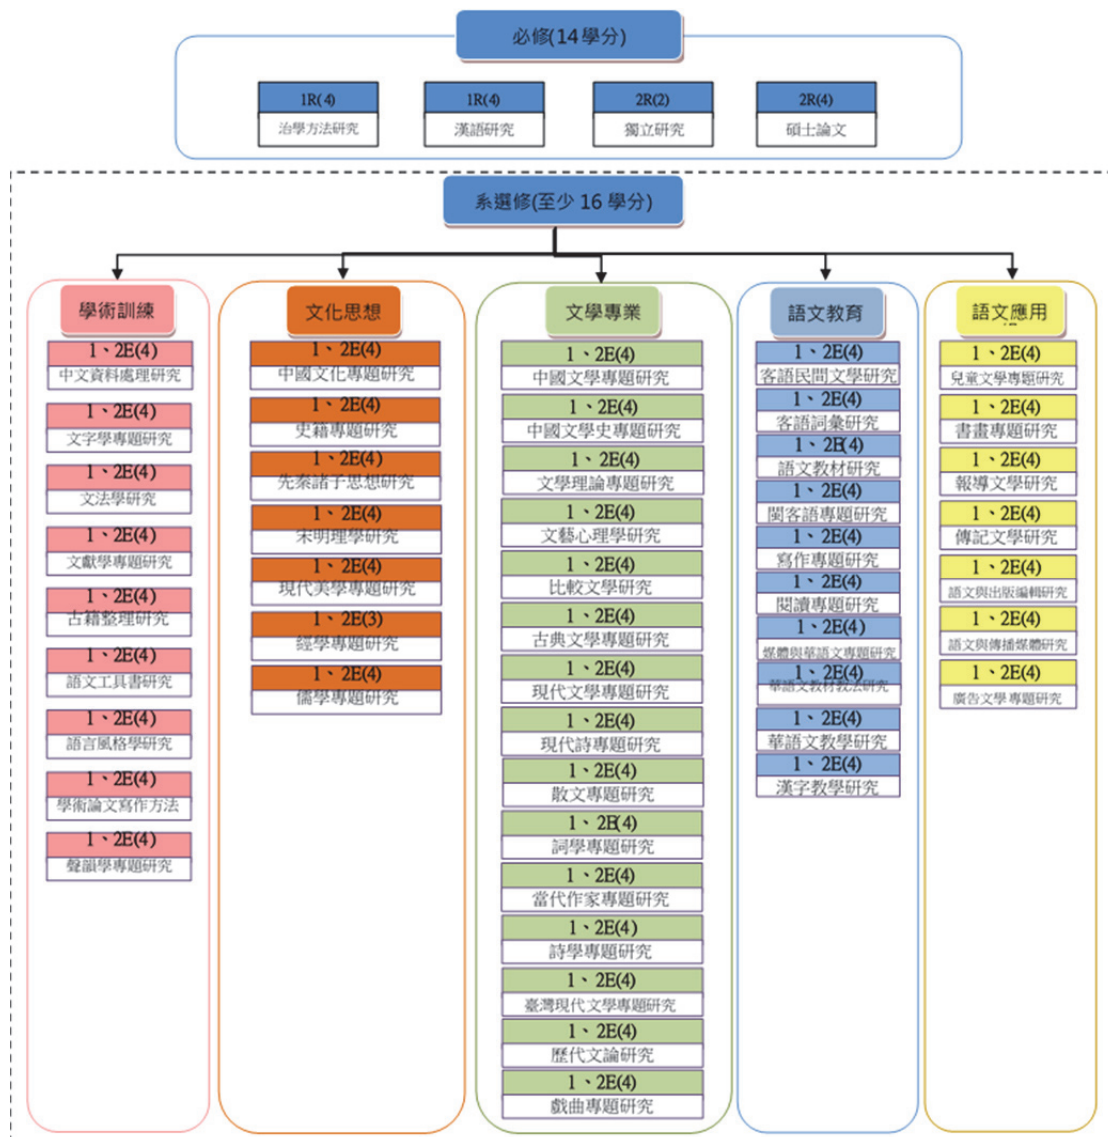 必修(14學分)
1R(4)
治學方法研究
1R(4)
漢語研究
2R(2)
獨立研究
2R(4)
碩士論文
系選修(至少 16 學分)
學術訓練
1、2E(4)
中文資料處理研究
1、2E(4)
文字學專題研究
1、2E(4)
文法學研究
1、2E(4)
文獻學專題研究
1、2E(4)
古籍整理研究
1、2E(4)
語文工具書研究
1、2E(4)
語言風格學研究
1、2E(4)
學術論文寫作方法
1、2E(4)
聲韻學專題研究
文化思想
1、2E(4)
中國文化專題研究
1、2E(4)
史籍專題研究
1、2E(4)
先秦諸子思想研究
1、2E(4)
宋明理學研究
1、2E(4)
現代美學專題研究
1、2E(3)
經學專題研究
1、2E(4)
儒學專題研究
文學專業
1、2E(4)
中國文學專題研究
1、2E(4)
中國文學史專題研究
1、2E(4)
文學理論專題研究
1、2E(4)
文藝心理學研究
1、2E(4)
比較文學研究
1、2E(4)
古典文學專題研究
1、2E(4)
現代文學專題研究
1、2E(4)
現代詩專題研究
1、2E(4)
散文專題研究
1、2E(4)
詞學專題研究
1、2E(4)
當代作家專題研究
1、2E(4)
詩學專題研究
1、2E(4)
臺灣現代文學專題研究
1、2E(4)
歷代文論研究
1、2E(4)
戲曲專題研究
語文教育
1、2E(4)
客語民間文學研究
1、2E(4)
客語詞彙研究
1、2E(4)
語文教材研究
1、2E(4)
閩客語專題研究
1、2E(4)
寫作專題研究
1、2E(4)
閱讀專題研究
1、2E(4)
媒體與華語文專題研究
1、2E(4)
華語文教材教法研究
1、2E(4)
華語文教學研究
1、2E(4)
漢字教學研究
語文應用
1、2E(4)
兒童文學專題研究
1、2E(4)
書畫專題研究
1、2E(4)
報導文學研究
1、2E(4)
傳記文學研究
1、2E(4)
語文與出版編輯研究
1、2E(4)
語文與傳播媒體研究
1、2E(4)
廣告文學專題研究